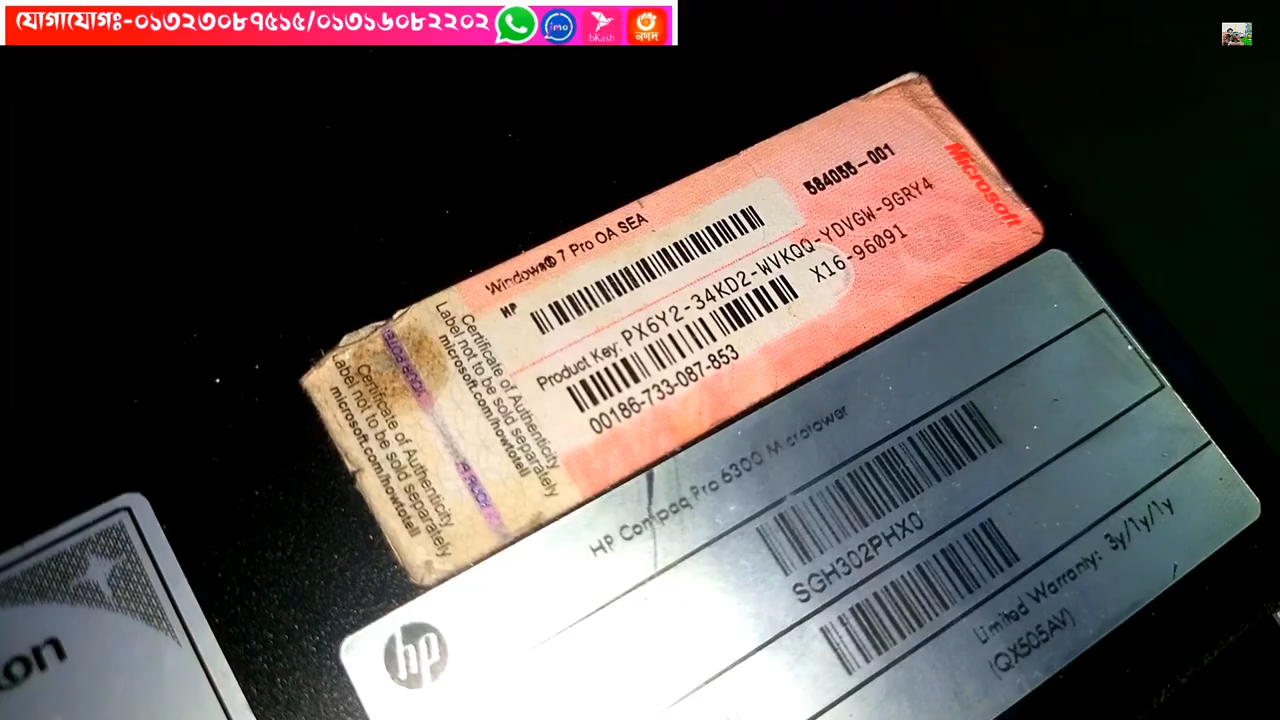 যোগাযোগঃ-০১৩২৩০৮৭৫১৫/০১৩১৬০৮২২০২
imo
bKash
নগদ
584055-001
Microsoft
Windows® 7 Pro OA SEA
HP
Product Key: PX6Y2-34KD2-WVKQQ-YDVGW-9GRY4
X16-96091
00186-733-087-853
Certificate of Authenticity
Label not to be sold separately
microsoft.com/howtotell
Certificate of Authenticity
Label not to be sold separately
microsoft.com/howtotell
HP Compaq Pro 6300 Microtower
SGH302PHX0
Limited Warranty: 3y/1y/1y
(QX505AV)
hp